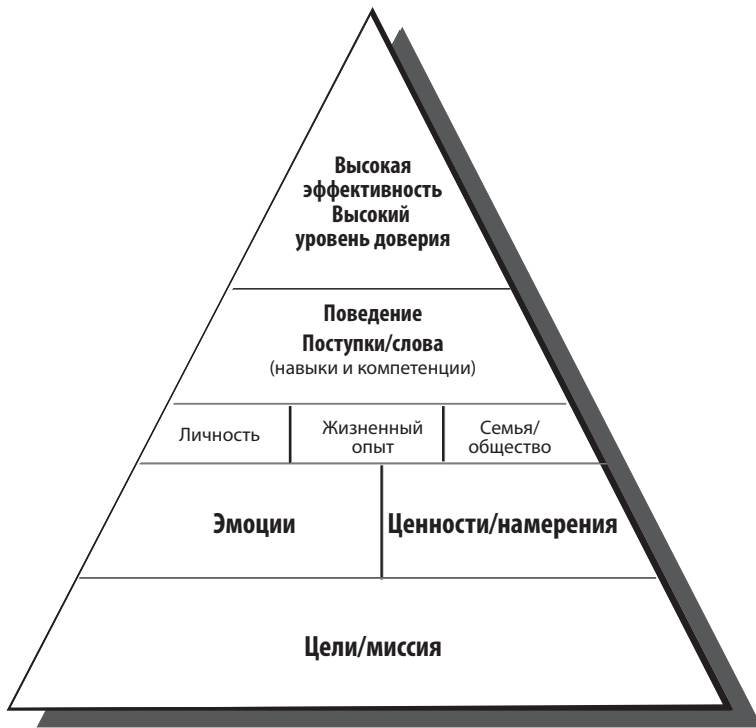 Высокая
эффективность
Высокий
уровень доверия
Поведение
Поступки/слова
(навыки и компетенции)
Личность
Жизненный
опыт
Семья/
общество
Эмоции
Ценности/намерения
Цели/миссия